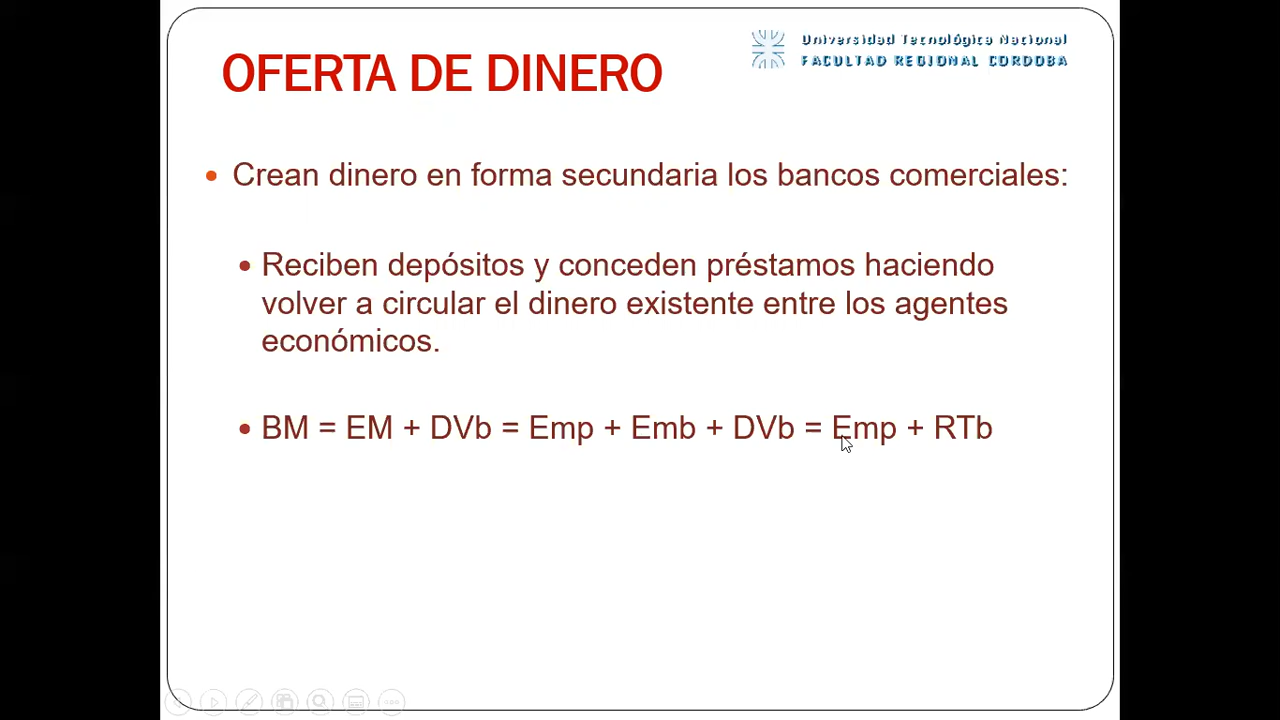 Universidad Tecnológica Nacional
FACULTAD REGIONAL CORDOBA
OFERTA DE DINERO
Crean dinero en forma secundaria los bancos comerciales:
Reciben depósitos y conceden préstamos haciendo
volver a circular el dinero existente entre los agentes
económicos.
BM = EM + DVb = Emp + Emb + DVb = Emp + RTb